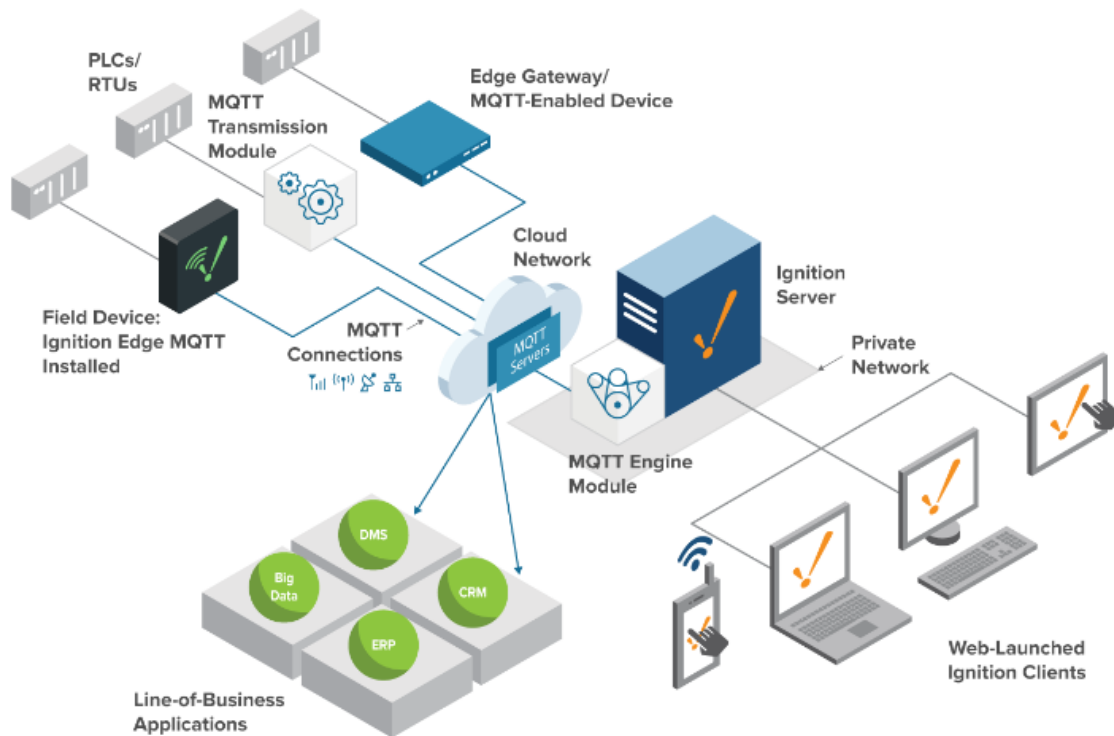 PLCs/
RTUs
MQTT
Transmission
Module
Edge Gateway/
MQTT-Enabled Device
Field Device:
Ignition Edge MQTT
Installed
MQTT
Connections
Cloud
Network
MQTT
Servers
Ignition
Server
Private
Network
MQTT Engine
Module
DMS
Big
Data
CRM
ERP
Line-of-Business
Applications
Web-Launched
Ignition Clients